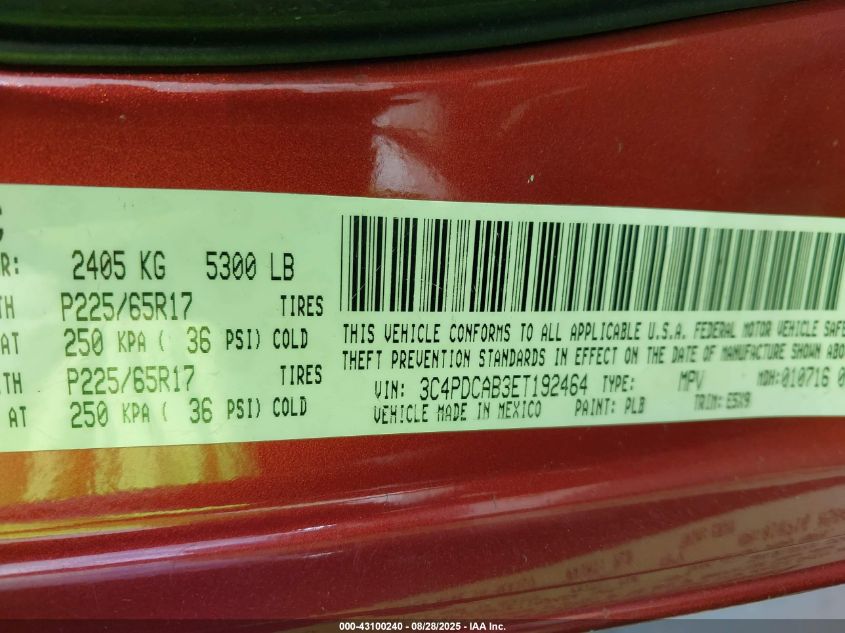 R: 2405 KG 5300 LB
TH P225/65R17 TIRES
AT 250 KPA ( 36 PSI) COLD
TH P225/65R17 TIRES
AT 250 KPA ( 36 PSI) COLD
THIS VEHICLE CONFORMS TO ALL APPLICABLE U.S.A. FEDERAL MOTOR VEHICLE SAFE
THEFT PREVENTION STANDARDS IN EFFECT ON THE DATE OF MANUFACTURE SHOWN ABO
VIN: 3C4PDCAB3ET192464 TYPE: MPV MDH:010716 0
VEHICLE MADE IN MEXICO PAINT: PLB TRIM: E5X9
000-43100240 - 08/28/2025 - IAA Inc.